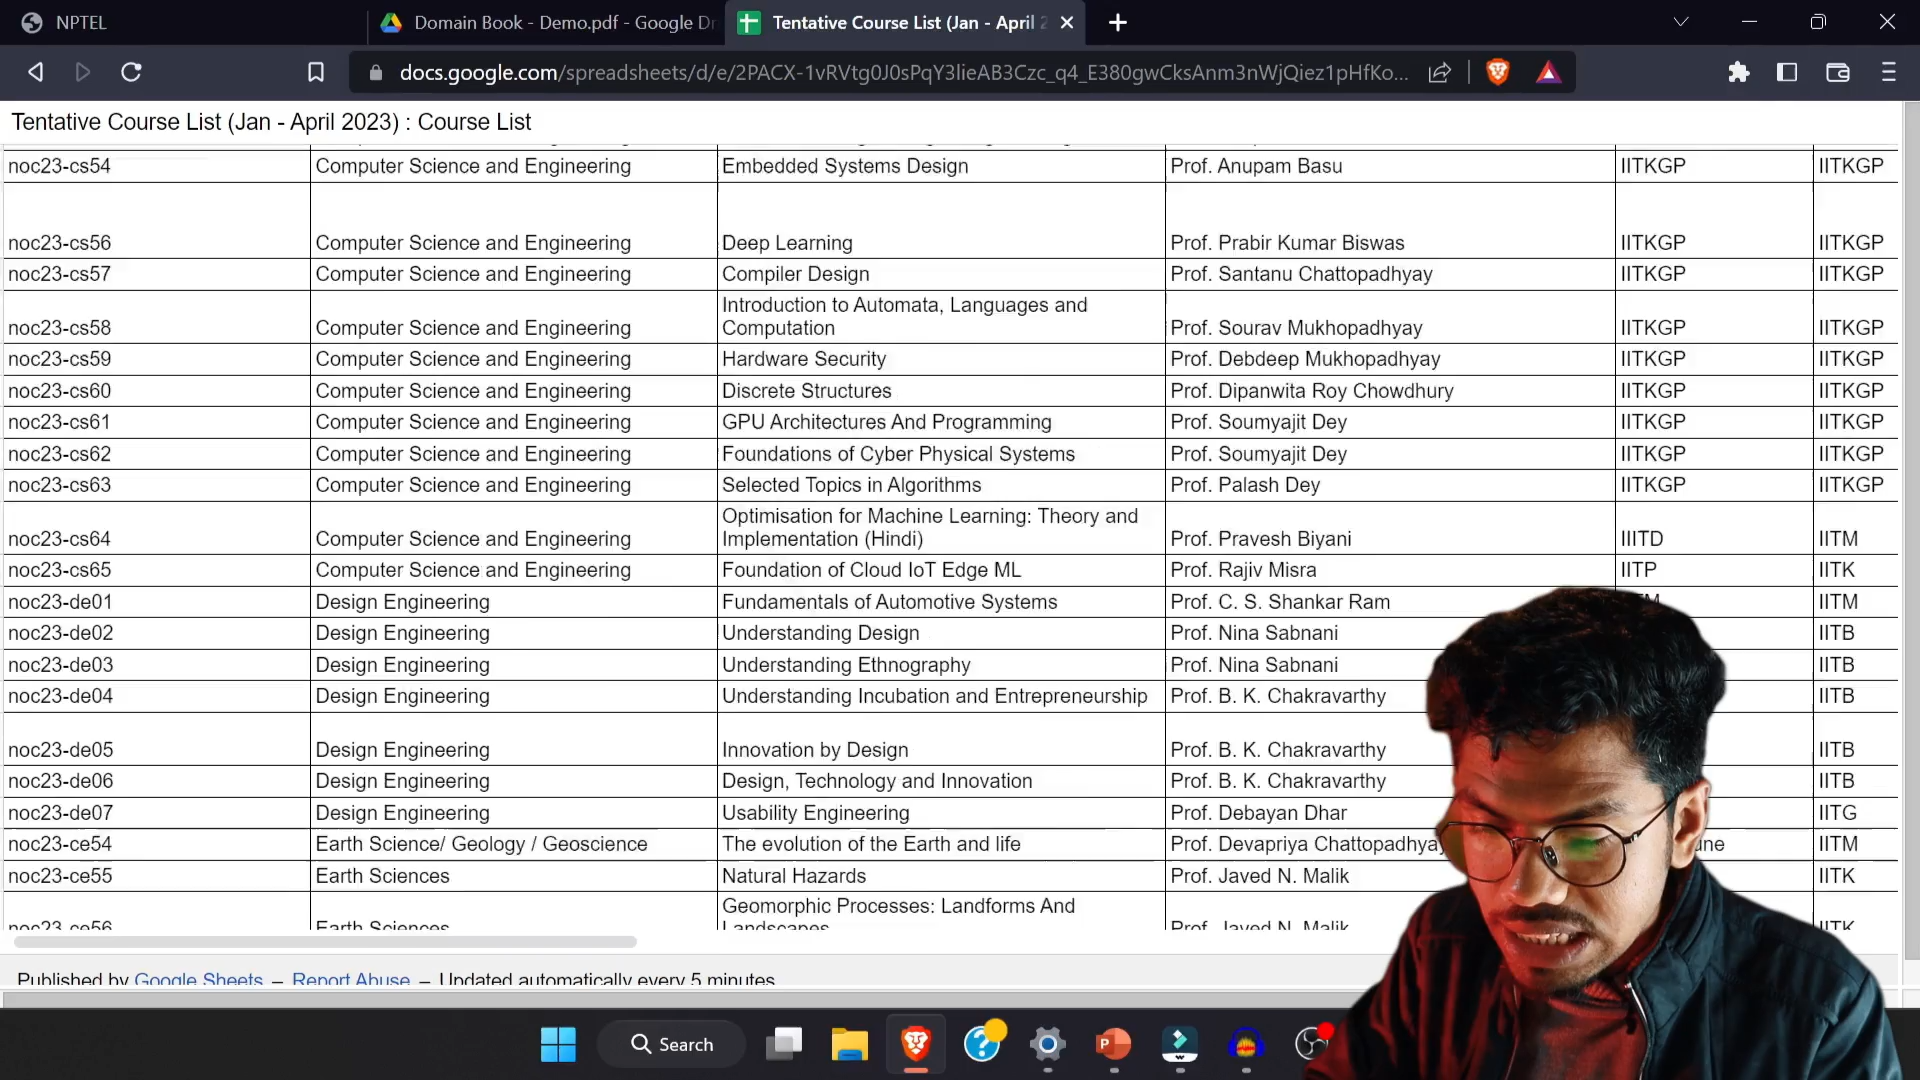 NPTEL Domain Book - Demo.pdf - Google Dr Tentative Course List (Jan - April 2
docs.google.com/spreadsheets/d/e/2PACX-1vRVtg0J0sPqY3lieAB3Czc_q4_E380gwCksAnm3nWjQiez1pHfKo...
Tentative Course List (Jan - April 2023) : Course List
noc23-cs54 Computer Science and Engineering Embedded Systems Design Prof. Anupam Basu IITKGP IITKGP
noc23-cs56 Computer Science and Engineering Deep Learning Prof. Prabir Kumar Biswas IITKGP IITKGP
noc23-cs57 Computer Science and Engineering Compiler Design Prof. Santanu Chattopadhyay IITKGP IITKGP
Introduction to Automata, Languages and
noc23-cs58 Computer Science and Engineering Computation Prof. Sourav Mukhopadhyay IITKGP IITKGP
noc23-cs59 Computer Science and Engineering Hardware Security Prof. Debdeep Mukhopadhyay IITKGP IITKGP
noc23-cs60 Computer Science and Engineering Discrete Structures Prof. Dipanwita Roy Chowdhury IITKGP IITKGP
noc23-cs61 Computer Science and Engineering GPU Architectures And Programming Prof. Soumyajit Dey IITKGP IITKGP
noc23-cs62 Computer Science and Engineering Foundations of Cyber Physical Systems Prof. Soumyajit Dey IITKGP IITKGP
noc23-cs63 Computer Science and Engineering Selected Topics in Algorithms Prof. Palash Dey IITKGP IITKGP
Optimisation for Machine Learning: Theory and
noc23-cs64 Computer Science and Engineering Implementation (Hindi) Prof. Pravesh Biyani IIITD IITM
noc23-cs65 Computer Science and Engineering Foundation of Cloud IoT Edge ML Prof. Rajiv Misra IITP IITK
noc23-de01 Design Engineering Fundamentals of Automotive Systems Prof. C. S. Shankar Ram IITM
noc23-de02 Design Engineering Understanding Design Prof. Nina Sabnani IITB
noc23-de03 Design Engineering Understanding Ethnography Prof. Nina Sabnani IITB
noc23-de04 Design Engineering Understanding Incubation and Entrepreneurship Prof. B. K. Chakravarthy IITB
noc23-de05 Design Engineering Innovation by Design Prof. B. K. Chakravarthy IITB
noc23-de06 Design Engineering Design, Technology and Innovation Prof. B. K. Chakravarthy IITB
noc23-de07 Design Engineering Usability Engineering Prof. Debayan Dhar IITG
noc23-ce54 Earth Science/ Geology / Geoscience The evolution of the Earth and life Prof. Devapriya Chattopadhyay IITM
noc23-ce55 Earth Sciences Natural Hazards Prof. Javed N. Malik IITK
Geomorphic Processes: Landforms And
noc23-ce56 Earth Sciences Landscapes Prof. Javed N. Malik IITK
Published by Google Sheets – Report Abuse – Updated automatically every 5 minutes
Search